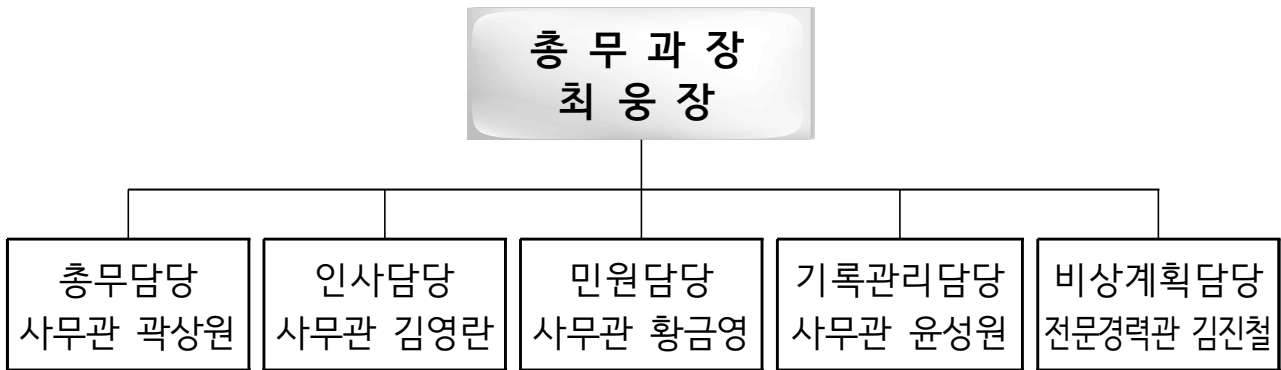 총 무 과 장
최 웅 장
총무담당
사무관 곽상원
인사담당
사무관 김영란
민원담당
사무관 황금영
기록관리담당
사무관 윤성원
비상계획담당
전문경력관 김진철